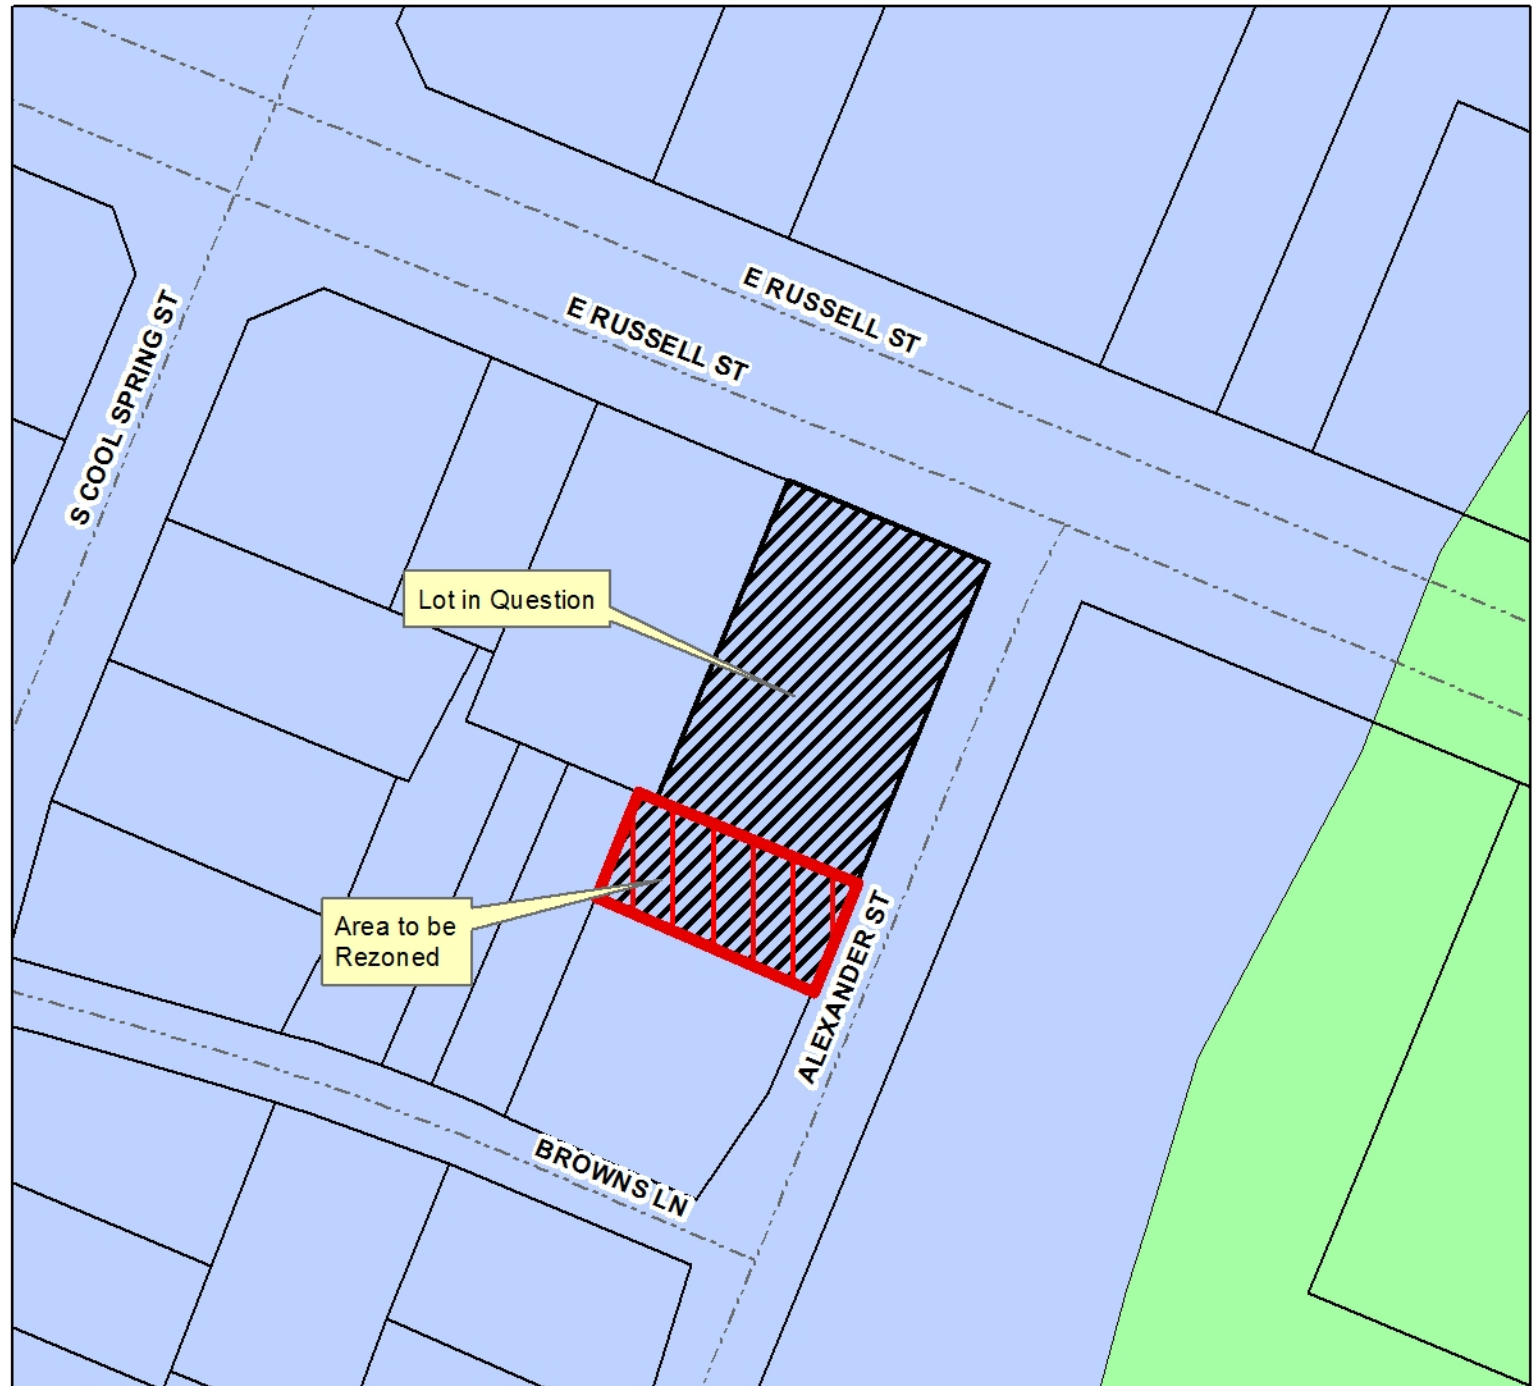 E RUSSELL ST
E RUSSELL ST
S COOL SPRING ST
Lot in Question
Area to be
Rezoned
ALEXANDER ST
BROWNS LN